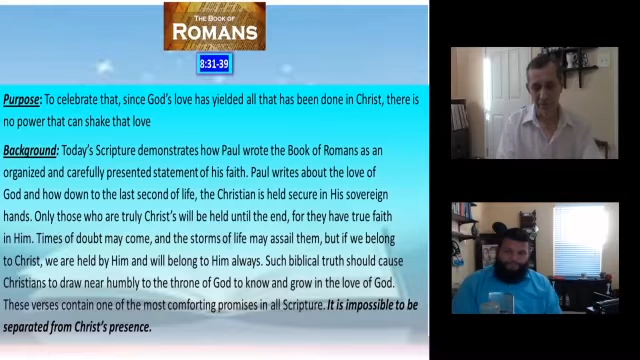 THE BOOK OF
ROMANS
8:31-39
Purpose: To celebrate that, since God's love has yielded all that has been done in Christ, there is
no power that can shake that love
Background: Today's Scripture demonstrates how Paul wrote the Book of Romans as an
organized and carefully presented statement of his faith. Paul writes about the love of
God and how down to the last second of life, the Christian is held secure in His sovereign
hands. Only those who are truly Christ's will be held until the end, for they have true faith
in Him. Times of doubt may come, and the storms of life may assail them, but if we belong
to Christ, we are held by Him and will belong to Him always. Such biblical truth should cause
Christians to draw near humbly to the throne of God to know and grow in the love of God.
These verses contain one of the most comforting promises in all Scripture. It is impossible to be
separated from Christ's presence.